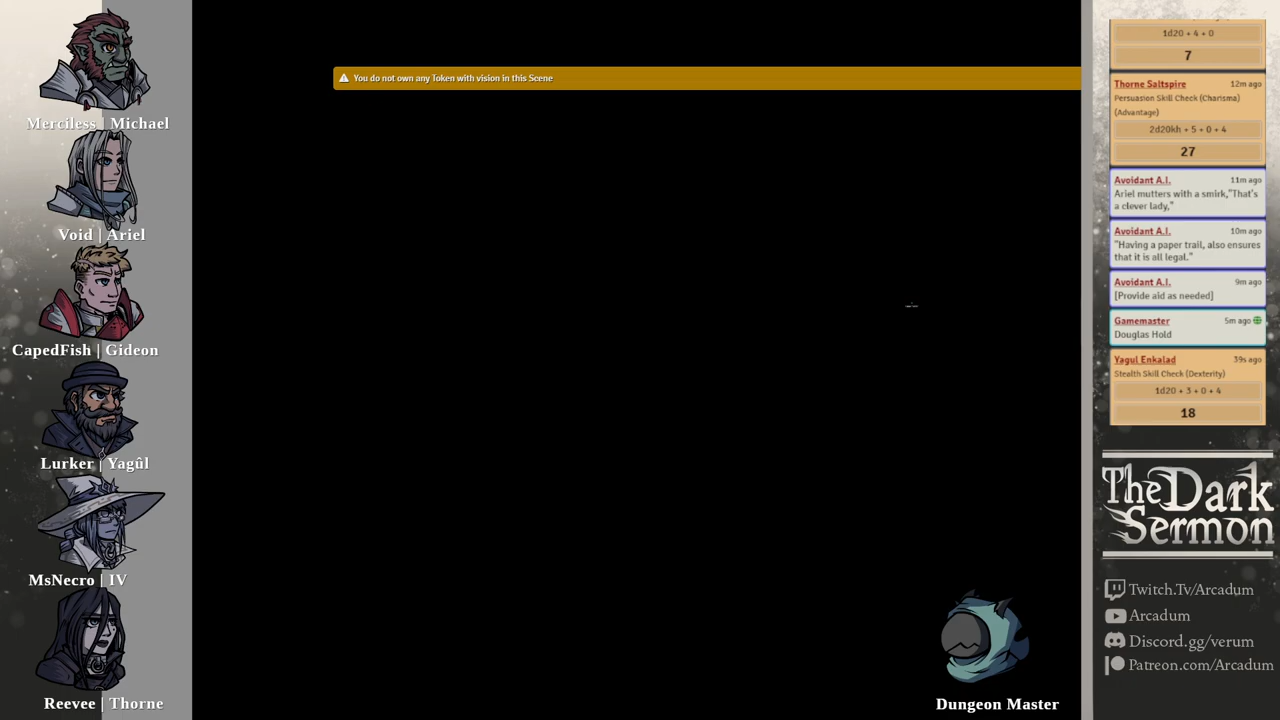 Merciless | Michael
Void | Ariel
CapedFish | Gideon
Lurker | Yagûl
MsNecro | IV
Reevee | Thorne
You do not own any Token with vision in this Scene
Dungeon Master
1d20 + 4 + 0
7
Thorne Saltspire 12m ago
Persuasion Skill Check (Charisma)
(Advantage)
2d20kh + 5 + 0 + 4
27
Avoidant A.I. 11m ago
Ariel mutters with a smirk,"That's
a clever lady,"
Avoidant A.I. 10m ago
"Having a paper trail, also ensures
that it is all legal."
Avoidant A.I. 9m ago
[Provide aid as needed]
Gamemaster 5m ago
Douglas Hold
Yagul Enkalad 39s ago
Stealth Skill Check (Dexterity)
1d20 + 3 + 0 + 4
18
The Dark
Sermon
Twitch.Tv/Arcadum
Arcadum
Discord.gg/verum
Patreon.com/Arcadum